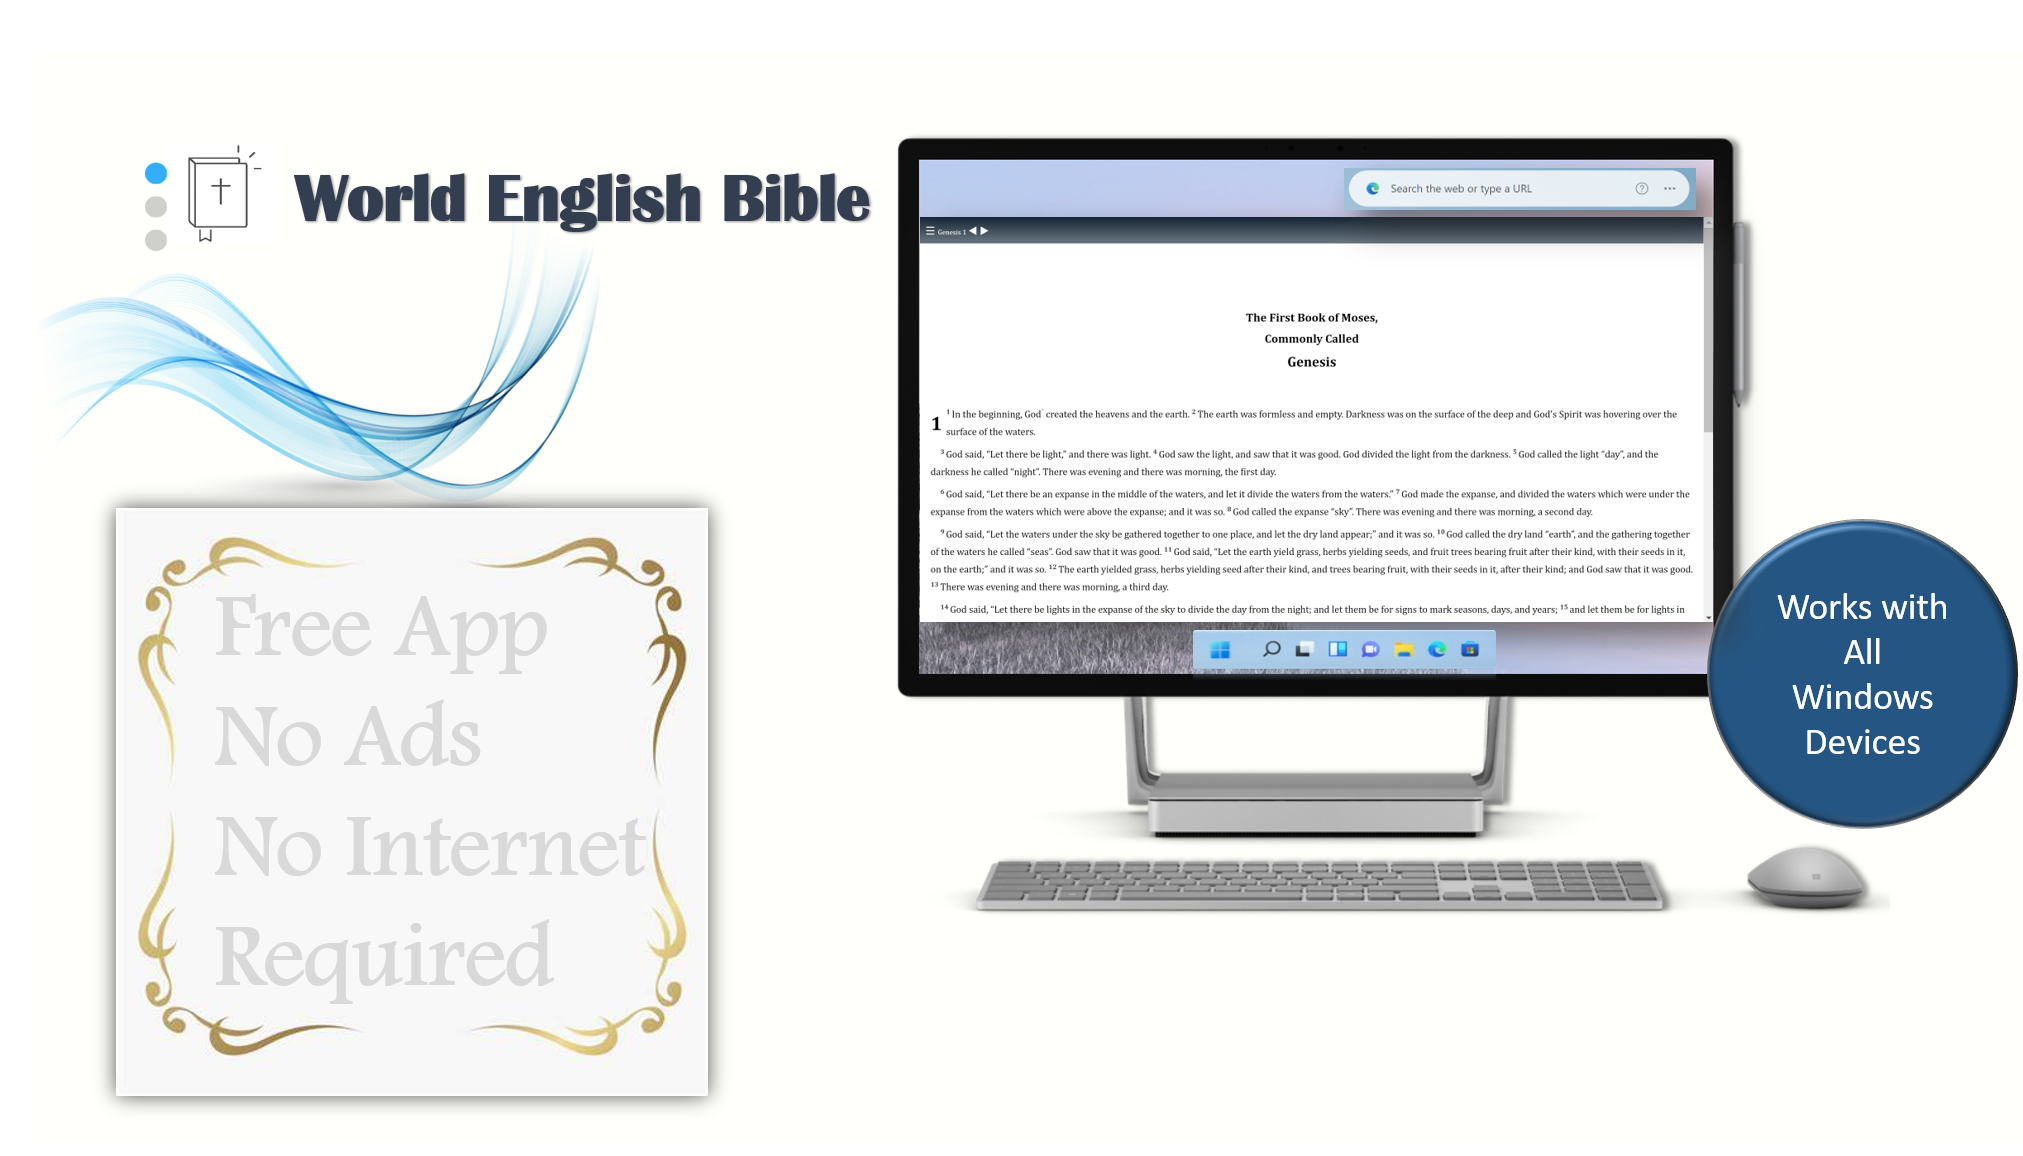 World English Bible
Free App
No Ads
No Internet
Required
Search the web or type a URL
Genesis 1
The First Book of Moses,
Commonly Called
Genesis
1 1 In the beginning, God created the heavens and the earth. 2 The earth was formless and empty. Darkness was on the surface of the deep and God's Spirit was hovering over the
surface of the waters.
3 God said, “Let there be light,” and there was light. 4 God saw the light, and saw that it was good. God divided the light from the darkness. 5 God called the light “day”, and the
darkness he called “night”. There was evening and there was morning, the first day.
6 God said, “Let there be an expanse in the middle of the waters, and let it divide the waters from the waters.” 7 God made the expanse, and divided the waters which were under the
expanse from the waters which were above the expanse; and it was so. 8 God called the expanse “sky”. There was evening and there was morning, a second day.
9 God said, “Let the waters under the sky be gathered together to one place, and let the dry land appear;” and it was so. 10 God called the dry land “earth”, and the gathering together
of the waters he called “seas”. God saw that it was good. 11 God said, “Let the earth yield grass, herbs yielding seeds, and fruit trees bearing fruit after their kind, with their seeds in it,
on the earth;” and it was so. 12 The earth yielded grass, herbs yielding seed after their kind, and trees bearing fruit, with their seeds in it, after their kind; and God saw that it was good.
13 There was evening and there was morning, a third day.
14 God said, “Let there be lights in the expanse of the sky to divide the day from the night; and let them be for signs to mark seasons, days, and years; 15 and let them be for lights in
Works with
All
Windows
Devices